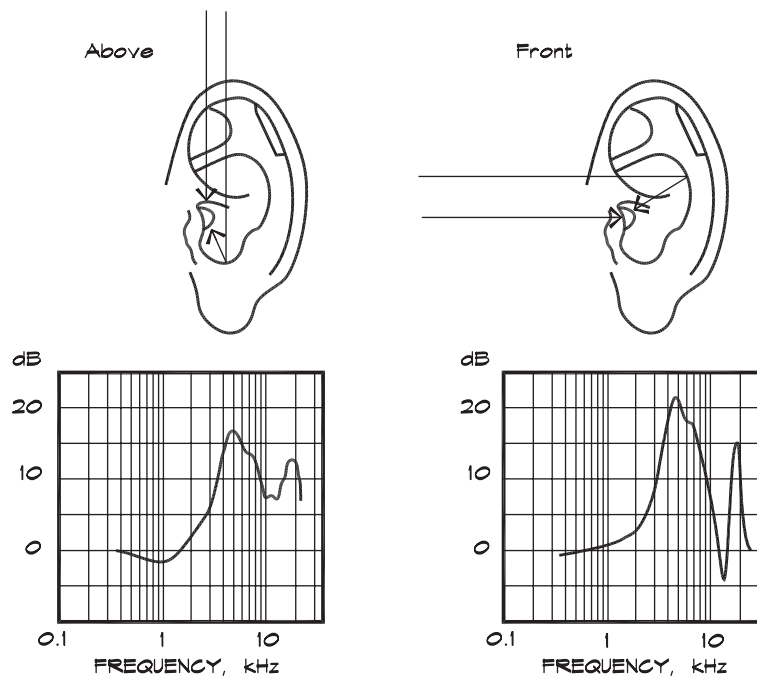 Above
Front
dB
20
10
0
0.1 1 10
FREQUENCY, kHz
dB
20
10
0
0.1 1 10
FREQUENCY, kHz